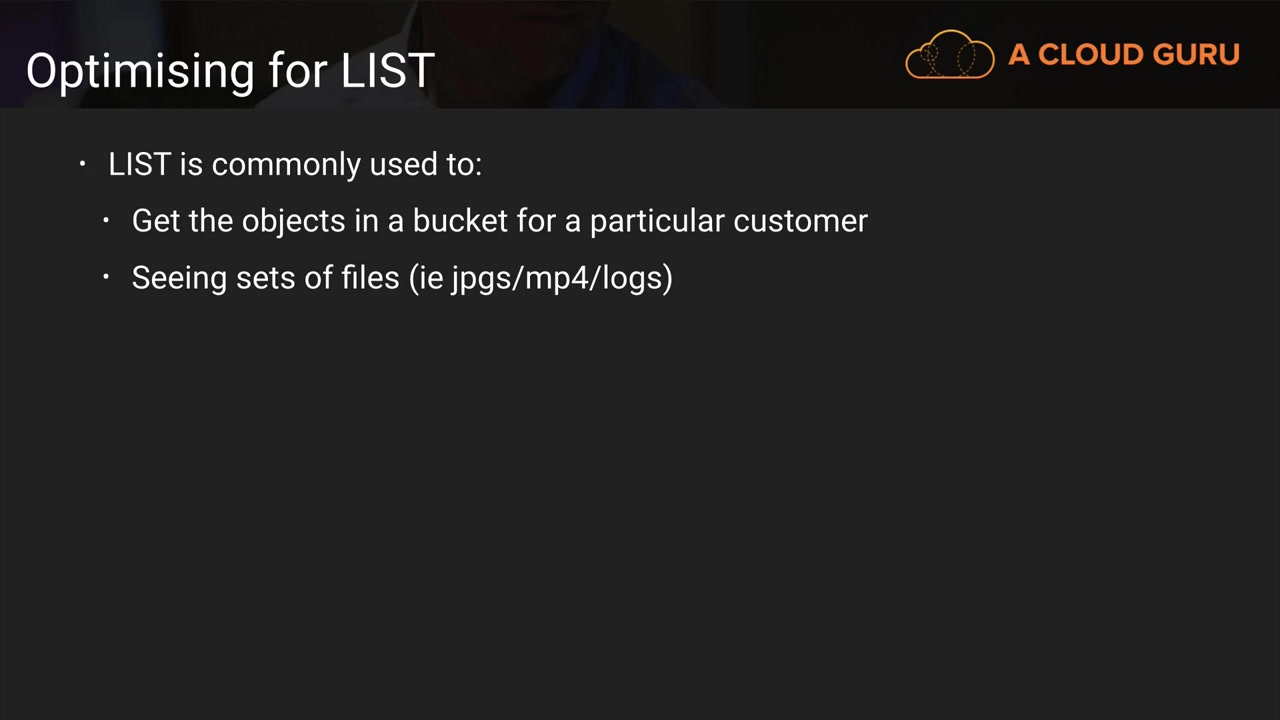 Optimising for LIST
A CLOUD GURU
• LIST is commonly used to:
• Get the objects in a bucket for a particular customer
• Seeing sets of files (ie jpgs/mp4/logs)